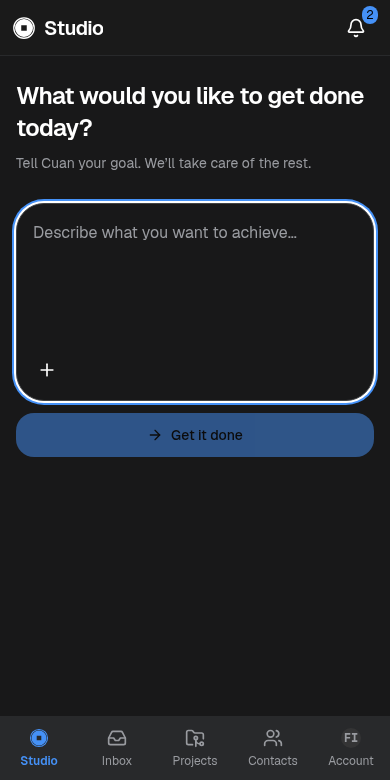 Studio
2
What would you like to get done
today?
Tell Cuan your goal. We'll take care of the rest.
Describe what you want to achieve...
Get it done
Studio
Inbox
Projects
Contacts
FI
Account